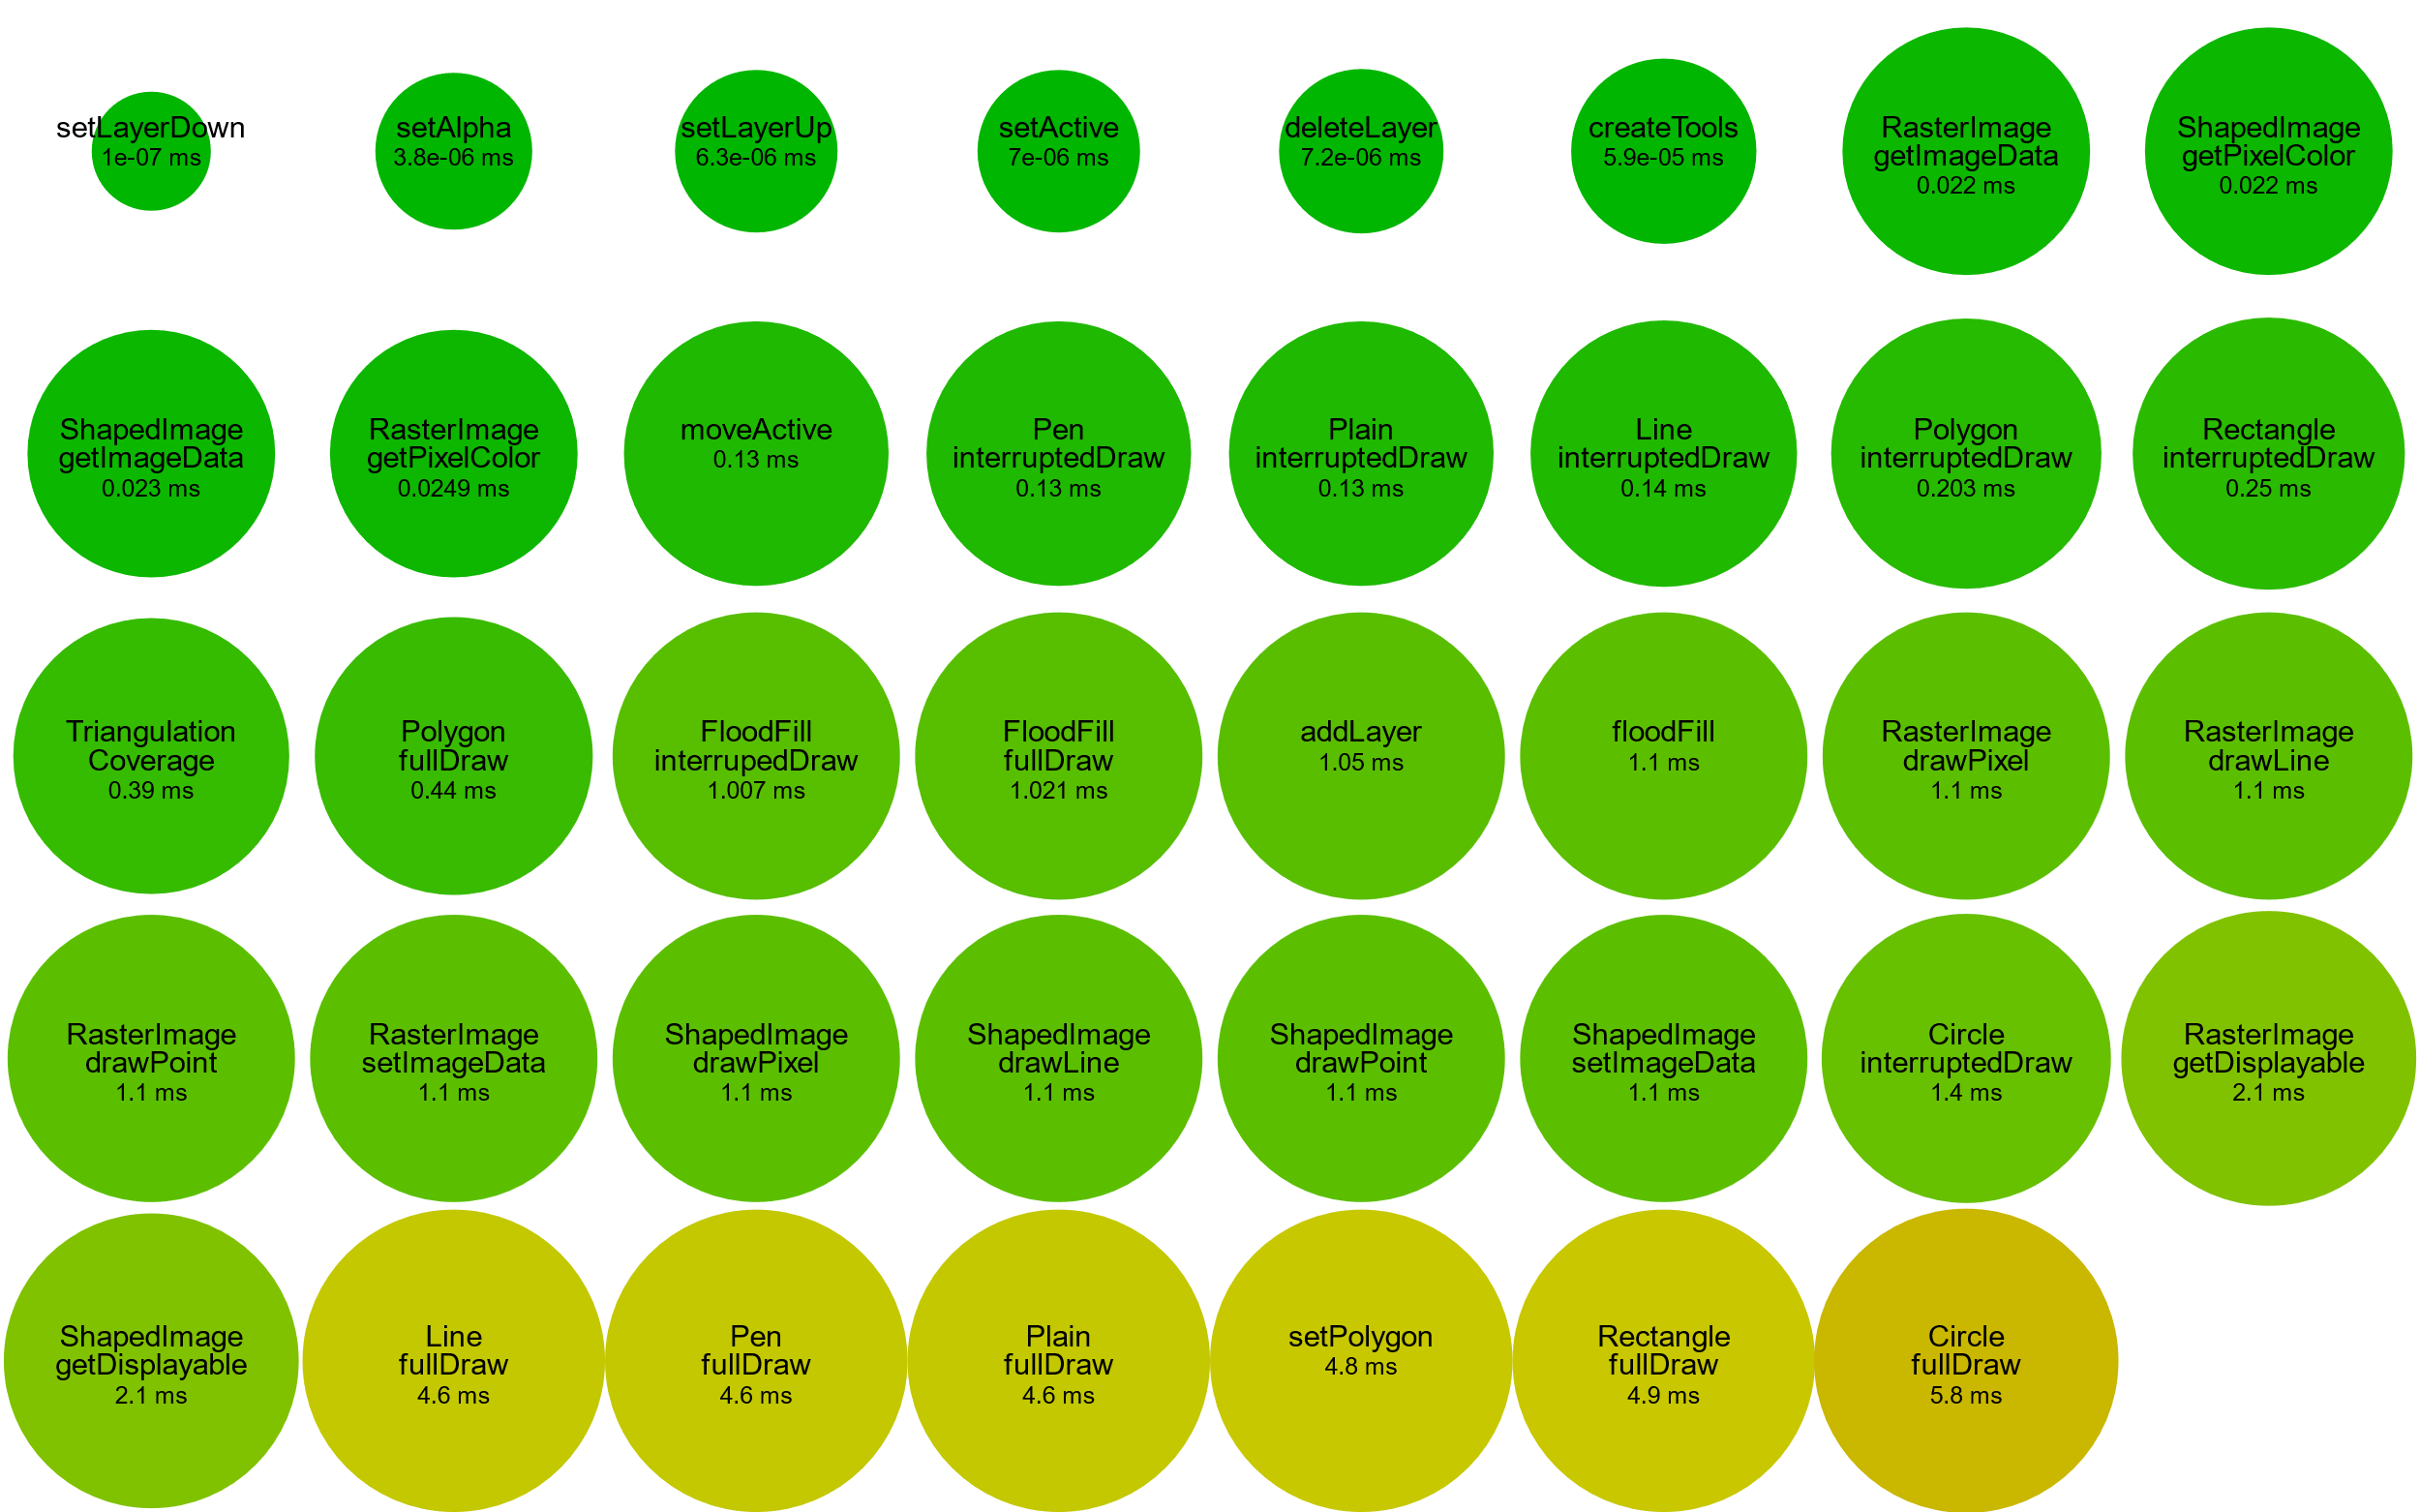 setLayerDown
1e-07 ms
setAlpha
3.8e-06 ms
setLayerUp
6.3e-06 ms
setActive
7e-06 ms
deleteLayer
7.2e-06 ms
createTools
5.9e-05 ms
RasterImage
getImageData
0.022 ms
ShapedImage
getPixelColor
0.022 ms
ShapedImage
getImageData
0.023 ms
RasterImage
getPixelColor
0.0249 ms
moveActive
0.13 ms
Pen
interruptedDraw
0.13 ms
Plain
interruptedDraw
0.13 ms
Line
interruptedDraw
0.14 ms
Polygon
interruptedDraw
0.203 ms
Rectangle
interruptedDraw
0.25 ms
Triangulation
Coverage
0.39 ms
Polygon
fullDraw
0.44 ms
FloodFill
interrupedDraw
1.007 ms
FloodFill
fullDraw
1.021 ms
addLayer
1.05 ms
floodFill
1.1 ms
RasterImage
drawPixel
1.1 ms
RasterImage
drawLine
1.1 ms
RasterImage
drawPoint
1.1 ms
RasterImage
setImageData
1.1 ms
ShapedImage
drawPixel
1.1 ms
ShapedImage
drawLine
1.1 ms
ShapedImage
drawPoint
1.1 ms
ShapedImage
setImageData
1.1 ms
Circle
interruptedDraw
1.4 ms
RasterImage
getDisplayable
2.1 ms
ShapedImage
getDisplayable
2.1 ms
Line
fullDraw
4.6 ms
Pen
fullDraw
4.6 ms
Plain
fullDraw
4.6 ms
setPolygon
4.8 ms
Rectangle
fullDraw
4.9 ms
Circle
fullDraw
5.8 ms